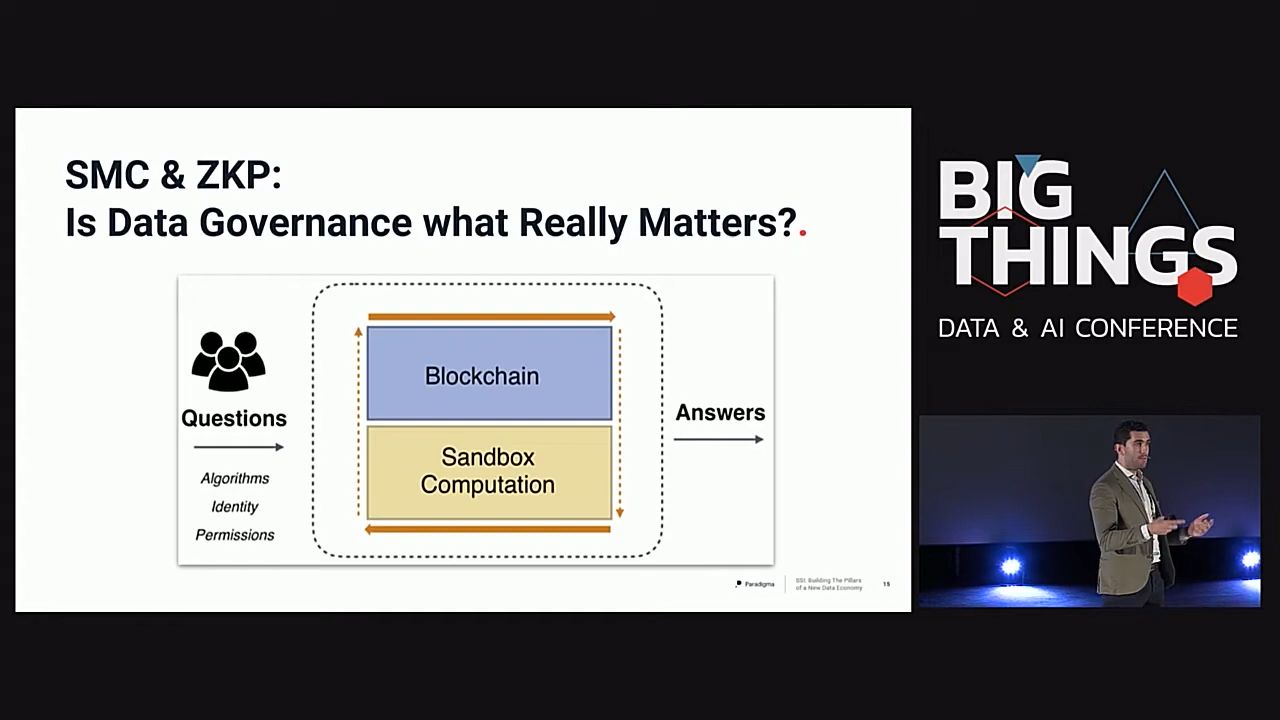 SMC & ZKP:
Is Data Governance what Really Matters?.
Questions
Algorithms
Identity
Permissions
Blockchain
Sandbox
Computation
Answers
Paradigma
SSI: Building The Pillars
of a New Data Economy
15
BIG
THINGS
DATA & AI CONFERENCE